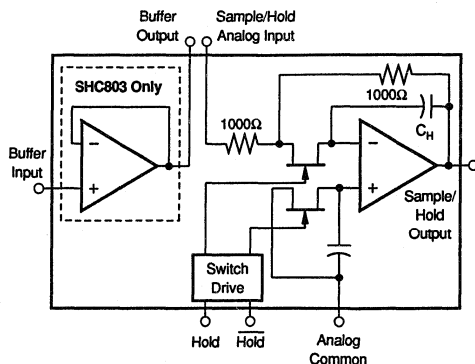 Buffer
Output
Sample/Hold
Analog Input
SHC803 Only
1000Ω
1000Ω
C_H
Buffer
Input
−
+
−
+
Sample/
Hold
Output
Switch
Drive
Hold
H̅o̅l̅d̅
Analog
Common